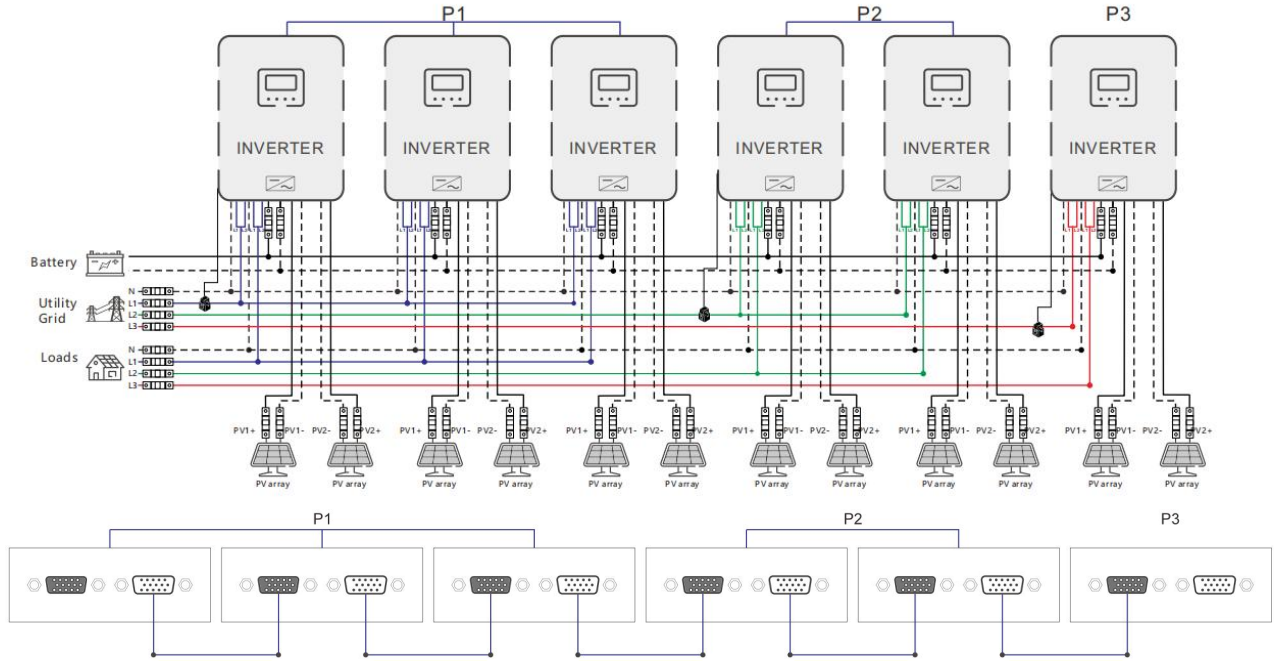 P1 P2 P3
INVERTER INVERTER INVERTER INVERTER INVERTER INVERTER
Battery
N
Utility L1
Grid L2
L3
Loads N
L1
L2
L3
PV1+ PV1- PV2- PV2+ PV1+ PV1- PV2- PV2+ PV1+ PV1- PV2- PV2+ PV1+ PV1- PV2- PV2+ PV1+ PV1- PV2- PV2+ PV1+ PV1- PV2- PV2+
PV array PV array PV array PV array PV array PV array PV array PV array PV array PV array PV array PV array
P1 P2 P3